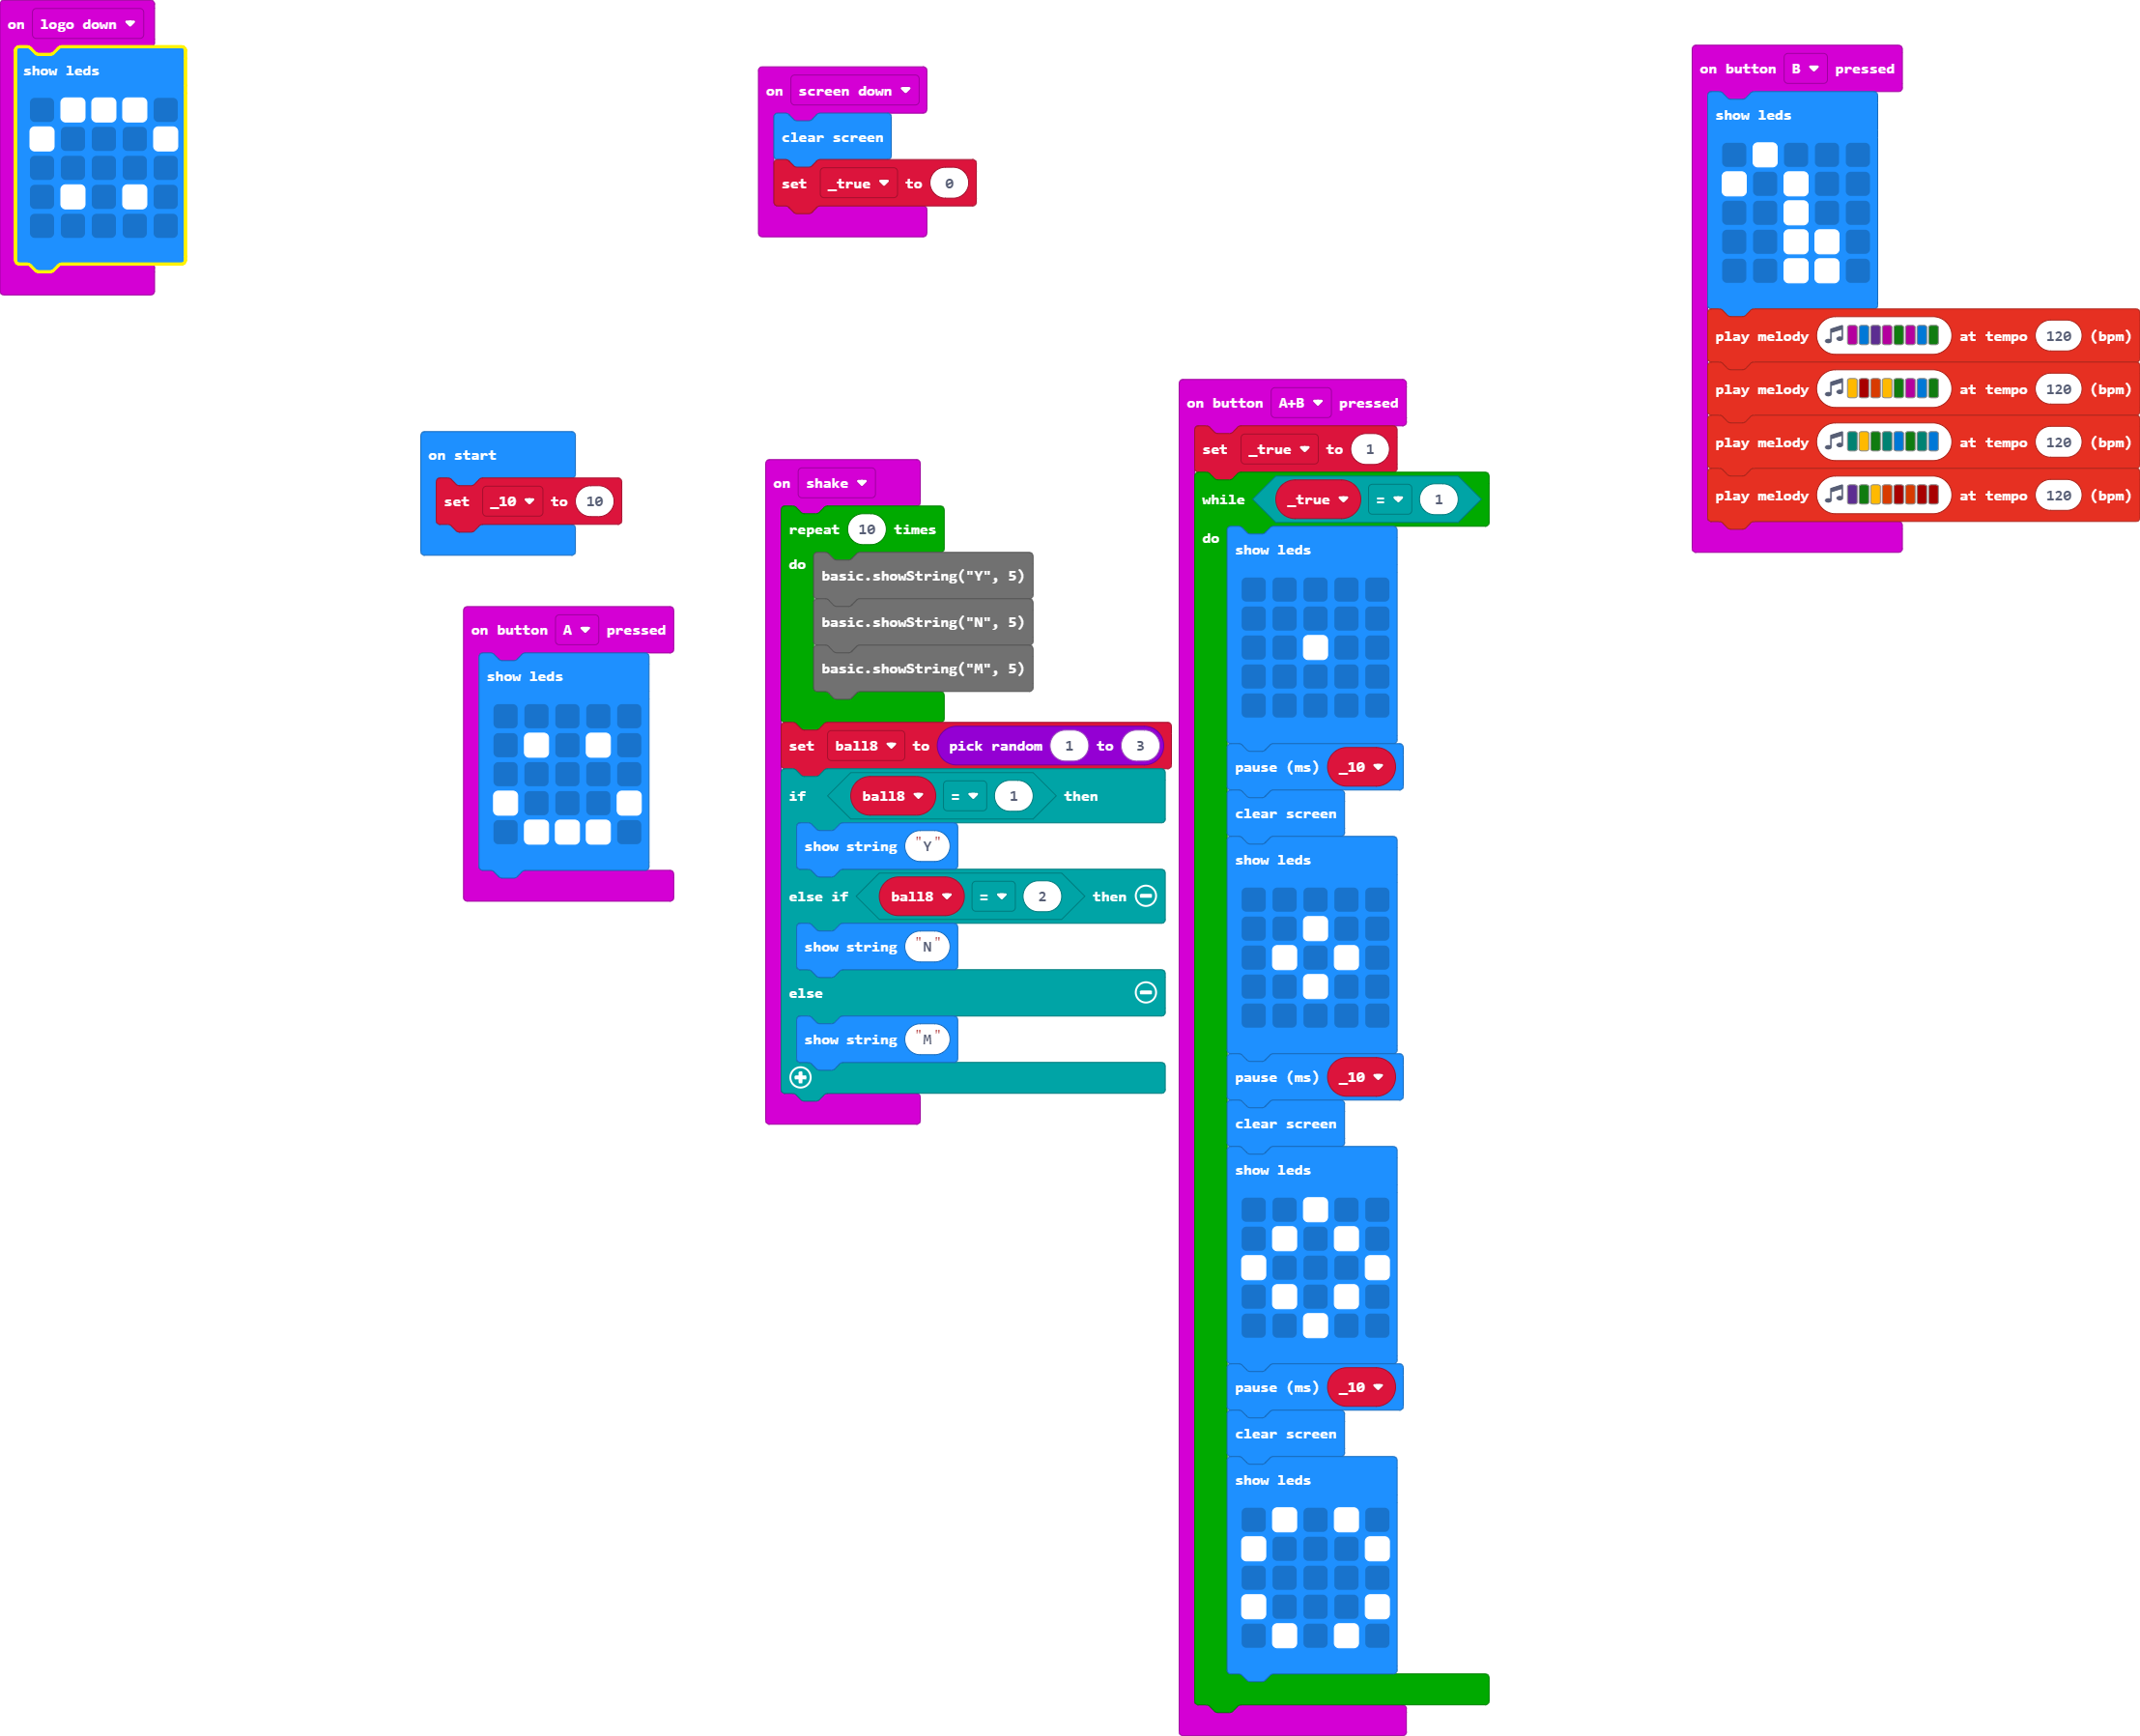 on logo down
show leds
on screen down
clear screen
set _true to 0
on start
set _10 to 10
on button A pressed
show leds
on shake
repeat 10 times
do
basic.showString("Y", 5)
basic.showString("N", 5)
basic.showString("M", 5)
set ball8 to pick random 1 to 3
if ball8 = 1 then
show string "Y"
else if ball8 = 2 then
show string "N"
else
show string "M"
on button A+B pressed
set _true to 1
while _true = 1
do
show leds
pause (ms) _10
clear screen
show leds
pause (ms) _10
clear screen
show leds
pause (ms) _10
clear screen
show leds
on button B pressed
show leds
play melody at tempo 120 (bpm)
play melody at tempo 120 (bpm)
play melody at tempo 120 (bpm)
play melody at tempo 120 (bpm)